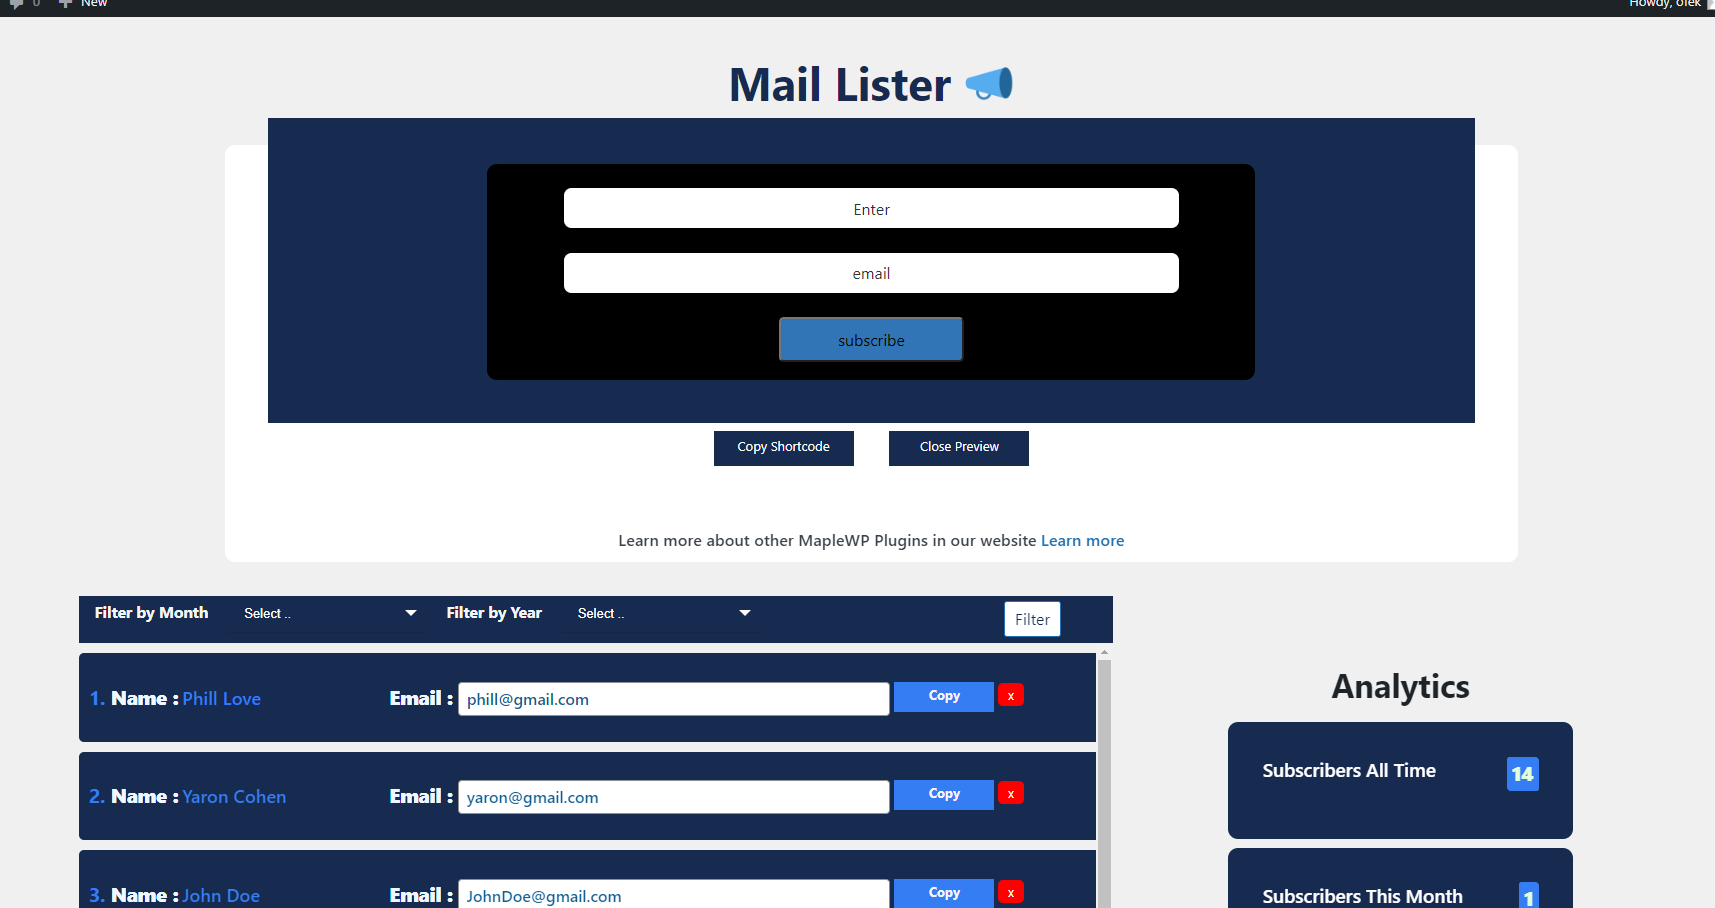 0 New
Howdy, ofek
Mail Lister
Enter
email
subscribe
Copy Shortcode Close Preview
Learn more about other MapleWP Plugins in our website Learn more
Filter by Month Select .. Filter by Year Select .. Filter
1. Name : Phill Love Email : phill@gmail.com Copy x
2. Name : Yaron Cohen Email : yaron@gmail.com Copy x
3. Name : John Doe Email : JohnDoe@gmail.com Copy x
Analytics
Subscribers All Time 14
Subscribers This Month 1